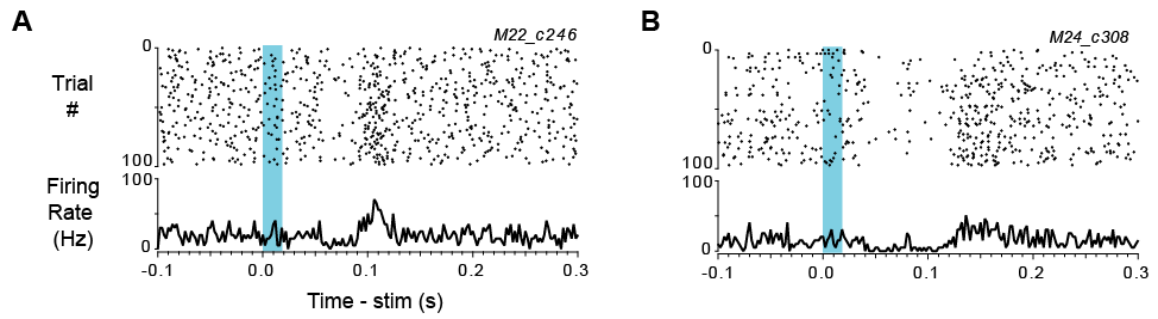 A
M22_c246
Trial
#
0
100
Firing
Rate
(Hz)
100
0
-0.1 0.0 0.1 0.2 0.3
Time - stim (s)
B
M24_c308
0
100
100
0
-0.1 0.0 0.1 0.2 0.3